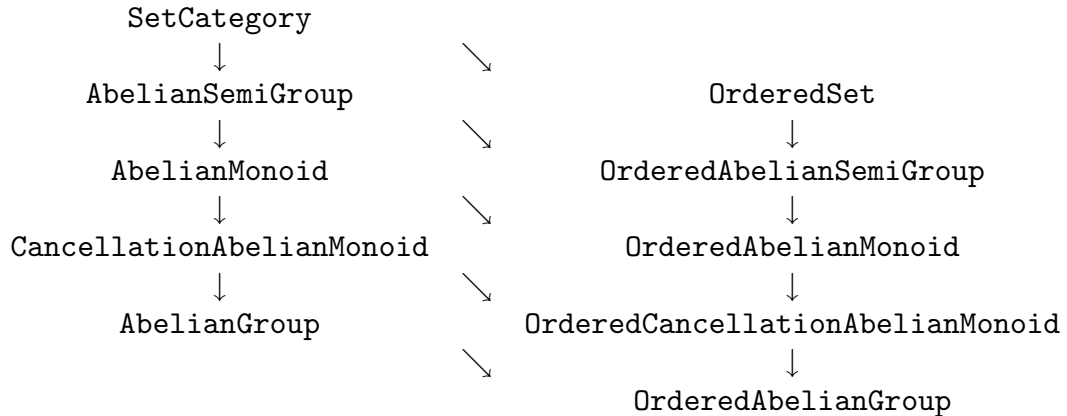 SetCategory
↓ ↘
AbelianSemiGroup OrderedSet
↓ ↘ ↓
AbelianMonoid OrderedAbelianSemiGroup
↓ ↘ ↓
CancellationAbelianMonoid OrderedAbelianMonoid
↓ ↘ ↓
AbelianGroup OrderedCancellationAbelianMonoid
↘ ↓
OrderedAbelianGroup